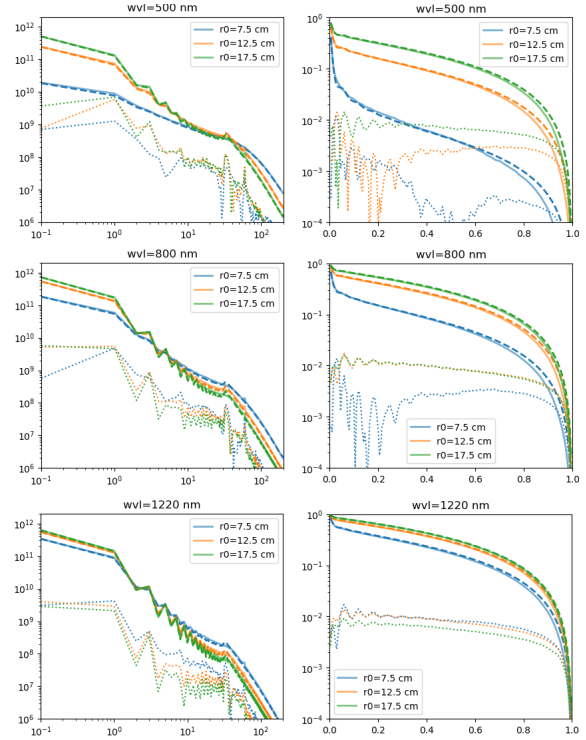 wvl=500 nm
10¹²
10¹¹
10¹⁰
10⁹
10⁸
10⁷
10⁶
10⁻¹
10⁰
10¹
10²
r0=7.5 cm
r0=12.5 cm
r0=17.5 cm
wvl=500 nm
10⁰
10⁻¹
10⁻²
10⁻³
10⁻⁴
0.0
0.2
0.4
0.6
0.8
1.0
r0=7.5 cm
r0=12.5 cm
r0=17.5 cm
wvl=800 nm
10¹²
10¹¹
10¹⁰
10⁹
10⁸
10⁷
10⁶
10⁻¹
10⁰
10¹
10²
r0=7.5 cm
r0=12.5 cm
r0=17.5 cm
wvl=800 nm
10⁰
10⁻¹
10⁻²
10⁻³
10⁻⁴
0.0
0.2
0.4
0.6
0.8
1.0
r0=7.5 cm
r0=12.5 cm
r0=17.5 cm
wvl=1220 nm
10¹²
10¹¹
10¹⁰
10⁹
10⁸
10⁷
10⁶
10⁻¹
10⁰
10¹
10²
r0=7.5 cm
r0=12.5 cm
r0=17.5 cm
wvl=1220 nm
10⁰
10⁻¹
10⁻²
10⁻³
10⁻⁴
0.0
0.2
0.4
0.6
0.8
1.0
r0=7.5 cm
r0=12.5 cm
r0=17.5 cm